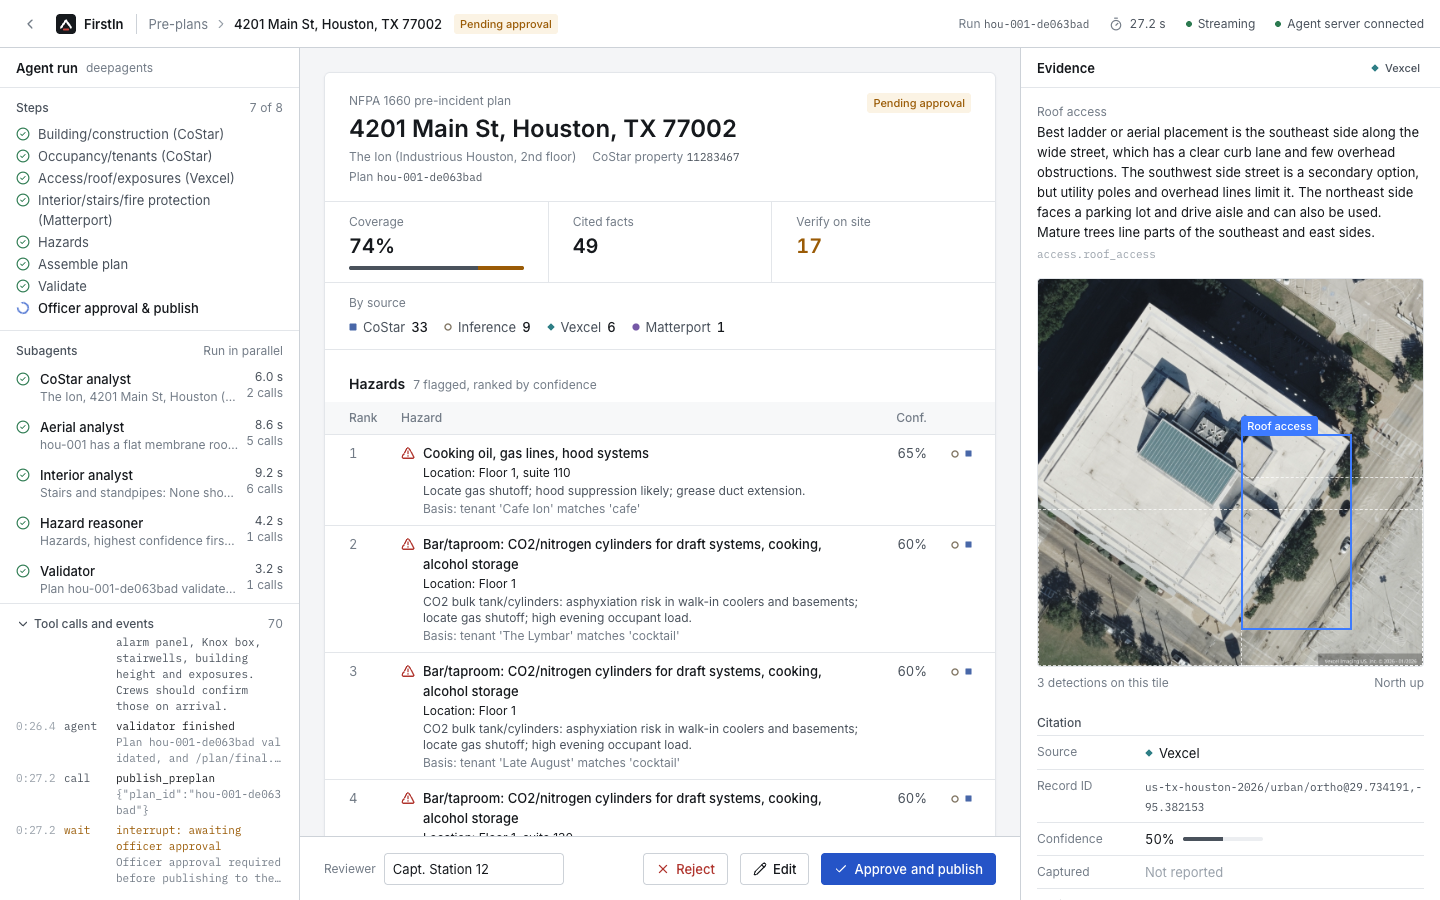 FirstIn
Pre-plans
4201 Main St, Houston, TX 77002
Pending approval
Run hou-001-de063bad
27.2 s
Streaming
Agent server connected
Agent run deepagents
Steps 7 of 8
Building/construction (CoStar)
Occupancy/tenants (CoStar)
Access/roof/exposures (Vexcel)
Interior/stairs/fire protection
(Matterport)
Hazards
Assemble plan
Validate
Officer approval & publish
Subagents Run in parallel
CoStar analyst 6.0 s
The Ion, 4201 Main St, Houston (... 2 calls
Aerial analyst 8.6 s
hou-001 has a flat membrane roo... 5 calls
Interior analyst 9.2 s
Stairs and standpipes: None sho... 6 calls
Hazard reasoner 4.2 s
Hazards, highest confidence firs... 1 calls
Validator 3.2 s
Plan hou-001-de063bad validate... 1 calls
Tool calls and events 70
alarm panel, Knox box,
stairwells, building
height and exposures.
Crews should confirm
those on arrival.
0:26.4 agent validator finished
Plan hou-001-de063bad val
idated, and /plan/final.…
0:27.2 call publish_preplan
{"plan_id":"hou-001-de063
bad"}
0:27.2 wait interrupt: awaiting
officer approval
Officer approval required
before publishing to the…
NFPA 1660 pre-incident plan
Pending approval
4201 Main St, Houston, TX 77002
The Ion (Industrious Houston, 2nd floor) CoStar property 11283467
Plan hou-001-de063bad
Coverage
74%
Cited facts
49
Verify on site
17
By source
CoStar 33 Inference 9 Vexcel 6 Matterport 1
Hazards 7 flagged, ranked by confidence
Rank Hazard Conf.
1 Cooking oil, gas lines, hood systems 65%
Location: Floor 1, suite 110
Locate gas shutoff; hood suppression likely; grease duct extension.
Basis: tenant 'Cafe Ion' matches 'cafe'
2 Bar/taproom: CO2/nitrogen cylinders for draft systems, cooking, 60%
alcohol storage
Location: Floor 1
CO2 bulk tank/cylinders: asphyxiation risk in walk-in coolers and basements;
locate gas shutoff; high evening occupant load.
Basis: tenant 'The Lymbar' matches 'cocktail'
3 Bar/taproom: CO2/nitrogen cylinders for draft systems, cooking, 60%
alcohol storage
Location: Floor 1
CO2 bulk tank/cylinders: asphyxiation risk in walk-in coolers and basements;
locate gas shutoff; high evening occupant load.
Basis: tenant 'Late August' matches 'cocktail'
4 Bar/taproom: CO2/nitrogen cylinders for draft systems, cooking, 60%
alcohol storage
Location: Floor 1, suite 130
Reviewer Capt. Station 12
Reject
Edit
Approve and publish
Evidence
Vexcel
Roof access
Best ladder or aerial placement is the southeast side along the
wide street, which has a clear curb lane and few overhead
obstructions. The southwest side street is a secondary option,
but utility poles and overhead lines limit it. The northeast side
faces a parking lot and drive aisle and can also be used.
Mature trees line parts of the southeast and east sides.
access.roof_access
Roof access
3 detections on this tile North up
Citation
Source Vexcel
Record ID us-tx-houston-2026/urban/ortho@29.734191,-
95.382153
Confidence 50%
Captured Not reported